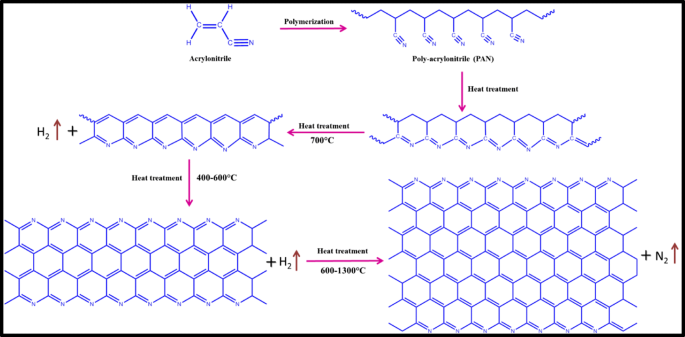 H
H
H
C≡N
Acrylonitrile
Polymerization
C≡N C≡N C≡N C≡N C≡N
Poly-acrylonitrile (PAN)
Heat treatment
H2 +
N N N N N N
Heat treatment
700°C
C N C N C N C N C N C N C
Heat treatment 400-600°C
N N N N N N N N
N N N N N N N N
+ H2
Heat treatment
600-1300°C
N N N N N N N N
N N N N N N N N
+ N2